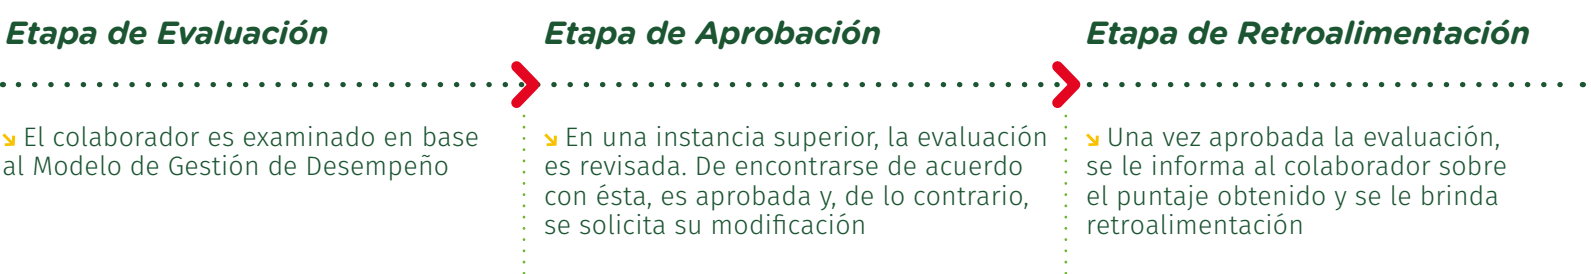 Etapa de Evaluación
El colaborador es examinado en base
al Modelo de Gestión de Desempeño
Etapa de Aprobación
En una instancia superior, la evaluación
es revisada. De encontrarse de acuerdo
con ésta, es aprobada y, de lo contrario,
se solicita su modificación
Etapa de Retroalimentación
Una vez aprobada la evaluación,
se le informa al colaborador sobre
el puntaje obtenido y se le brinda
retroalimentación